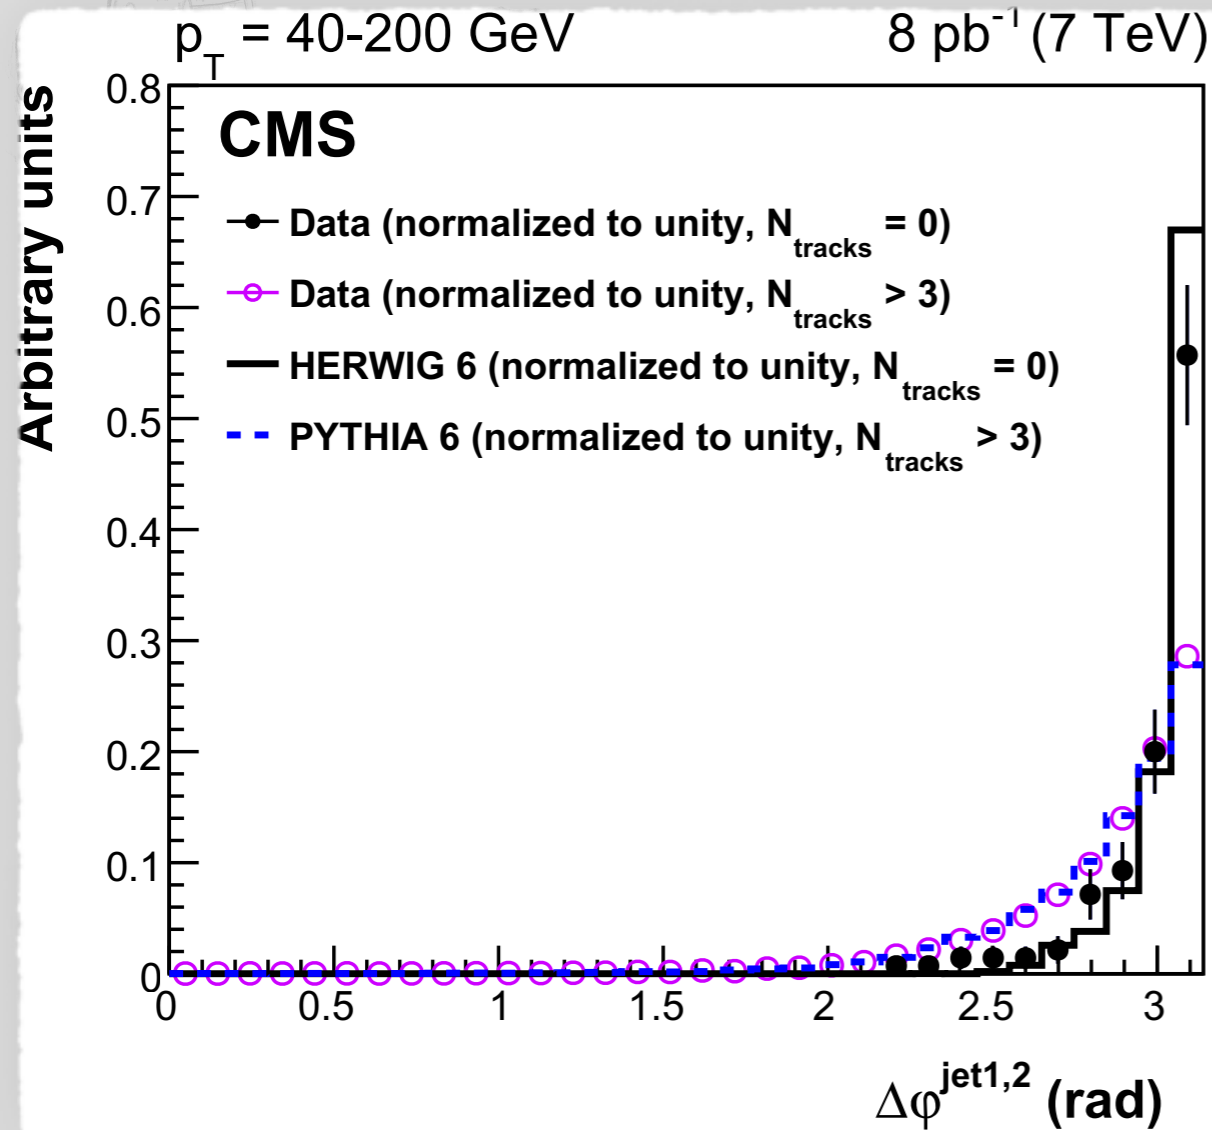 p_T = 40-200 GeV 8 pb^-1 (7 TeV)
Arbitrary units
CMS
Data (normalized to unity, N_tracks = 0)
Data (normalized to unity, N_tracks > 3)
HERWIG 6 (normalized to unity, N_tracks = 0)
PYTHIA 6 (normalized to unity, N_tracks > 3)
0.8
0.7
0.6
0.5
0.4
0.3
0.2
0.1
0
0 0.5 1 1.5 2 2.5 3
Δφ^jet1,2 (rad)